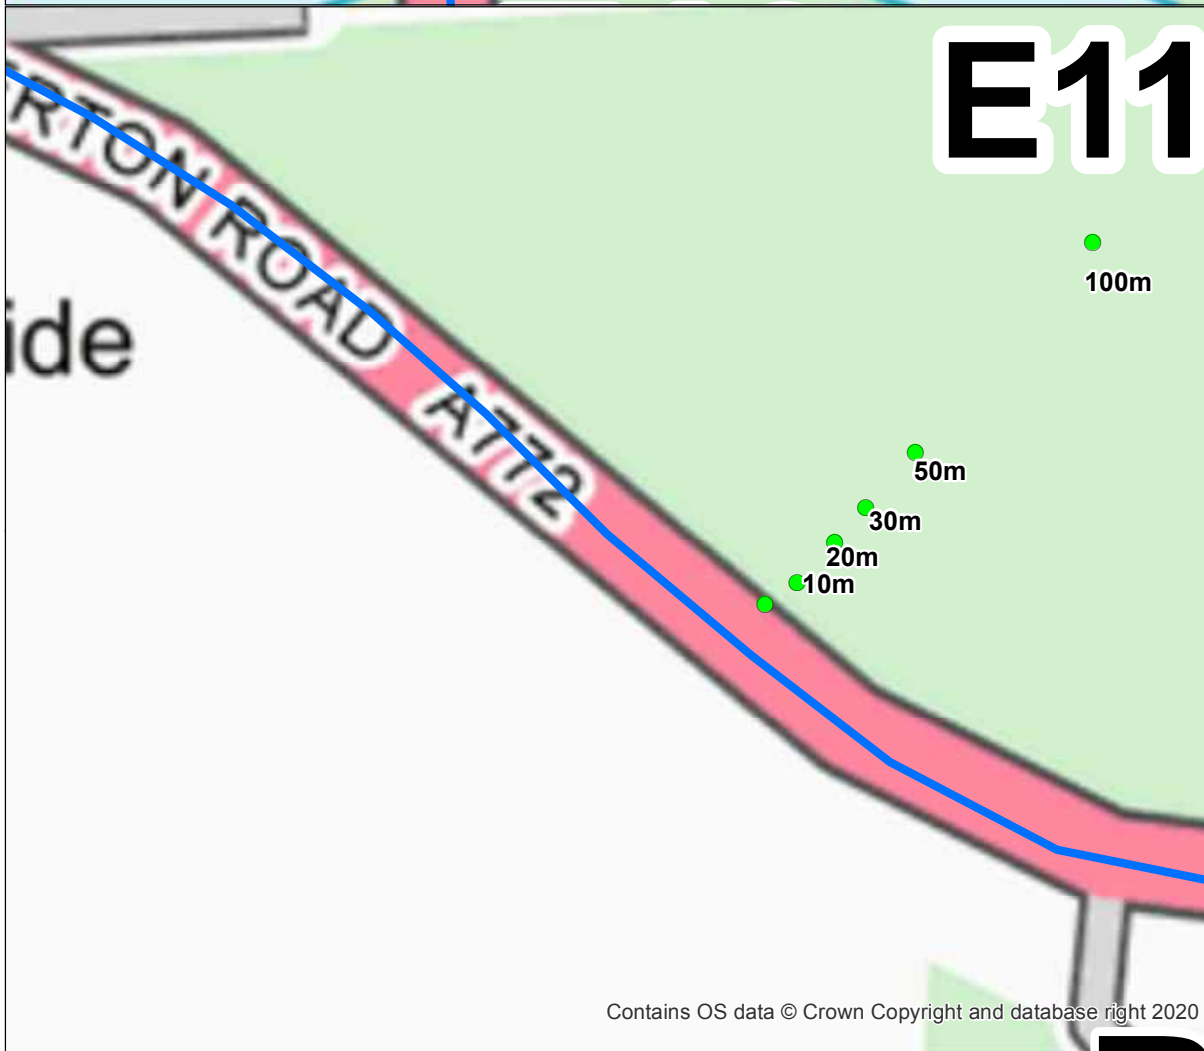 E11
RTON ROAD A772
100m
ide
50m
30m
20m
10m
Contains OS data © Crown Copyright and database right 2020